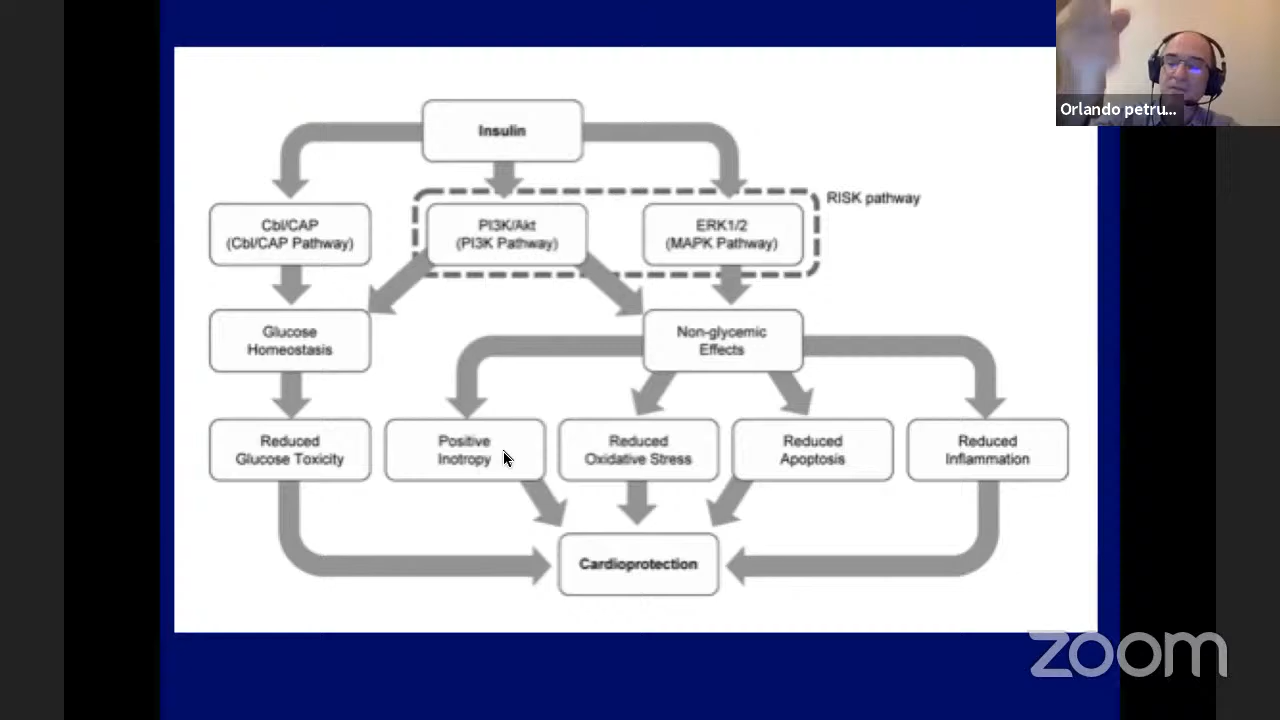 Orlando petru...
Insulin
RISK pathway
Cbl/CAP
(Cbl/CAP Pathway)
PI3K/Akt
(PI3K Pathway)
ERK1/2
(MAPK Pathway)
Glucose
Homeostasis
Non-glycemic
Effects
Reduced
Glucose Toxicity
Positive
Inotropy
Reduced
Oxidative Stress
Reduced
Apoptosis
Reduced
Inflammation
Cardioprotection
zoom